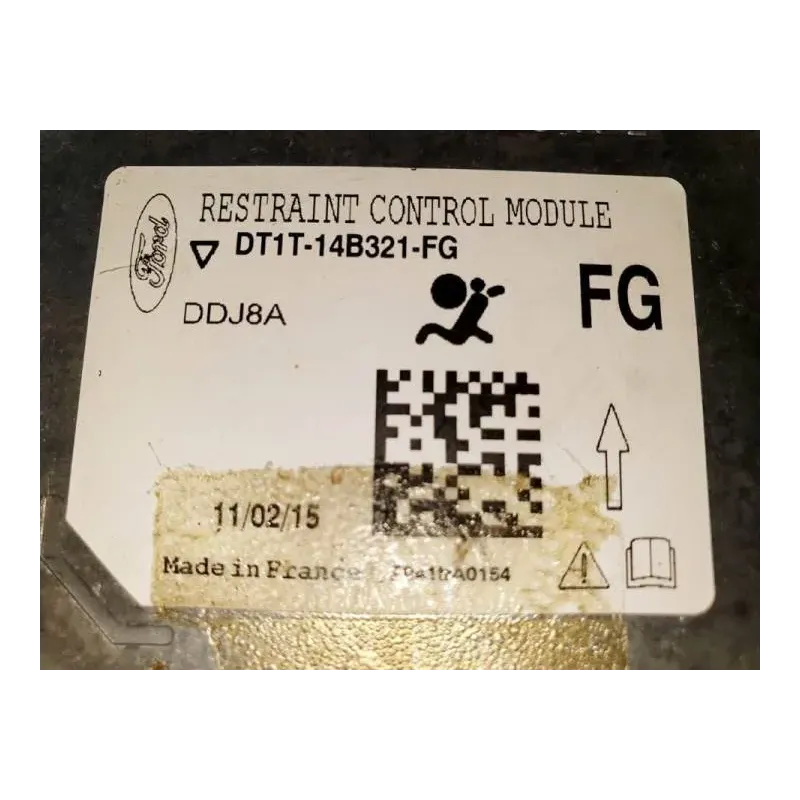 Ford
RESTRAINT CONTROL MODULE
DT1T-14B321-FG
FG
DDJ8A
11/02/15
Made in France